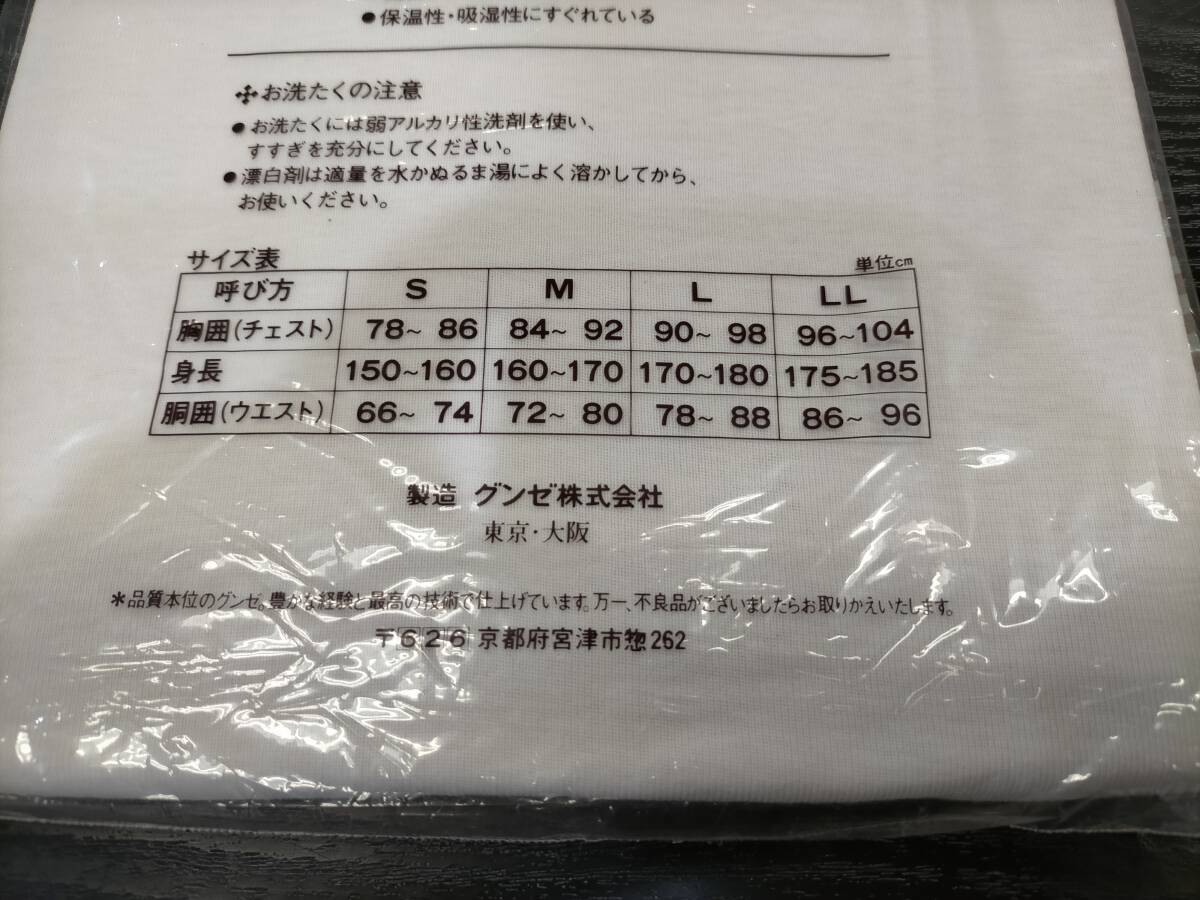 ●保温性・吸湿性にすぐれている
お洗たくの注意
●お洗たくには弱アルカリ性洗剤を使い、
すすぎを充分にしてください。
●漂白剤は適量を水かぬるま湯によく溶かしてから、
お使いください。
サイズ表 単位cm
呼び方 S M L LL
胸囲(チェスト) 78~ 86 84~ 92 90~ 98 96~104
身長 150~160 160~170 170~180 175~185
胴囲(ウエスト) 66~ 74 72~ 80 78~ 88 86~ 96
製造 グンゼ株式会社
東京・大阪
*品質本位のグンゼ。豊かな経験と最高の技術で仕上げています。万一、不良品がございましたらお取りかえいたします。
〒626 京都府宮津市惣262